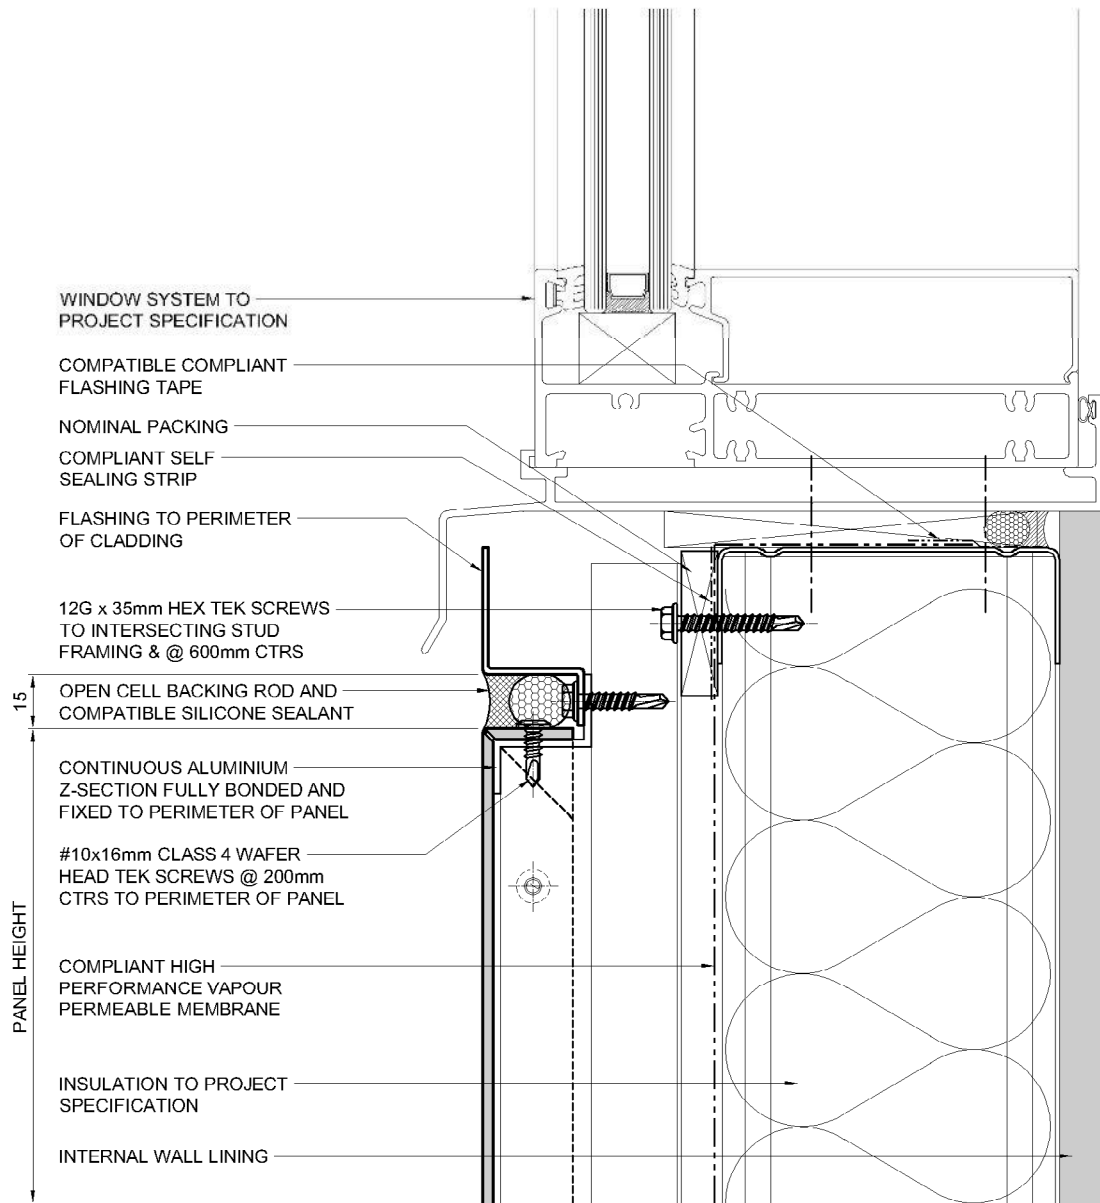 WINDOW SYSTEM TO
PROJECT SPECIFICATION
COMPATIBLE COMPLIANT
FLASHING TAPE
NOMINAL PACKING
COMPLIANT SELF
SEALING STRIP
FLASHING TO PERIMETER
OF CLADDING
12G x 35mm HEX TEK SCREWS
TO INTERSECTING STUD
FRAMING & @ 600mm CTRS
15
OPEN CELL BACKING ROD AND
COMPATIBLE SILICONE SEALANT
CONTINUOUS ALUMINIUM
Z-SECTION FULLY BONDED AND
FIXED TO PERIMETER OF PANEL
#10x16mm CLASS 4 WAFER
HEAD TEK SCREWS @ 200mm
CTRS TO PERIMETER OF PANEL
PANEL HEIGHT
COMPLIANT HIGH
PERFORMANCE VAPOUR
PERMEABLE MEMBRANE
INSULATION TO PROJECT
SPECIFICATION
INTERNAL WALL LINING